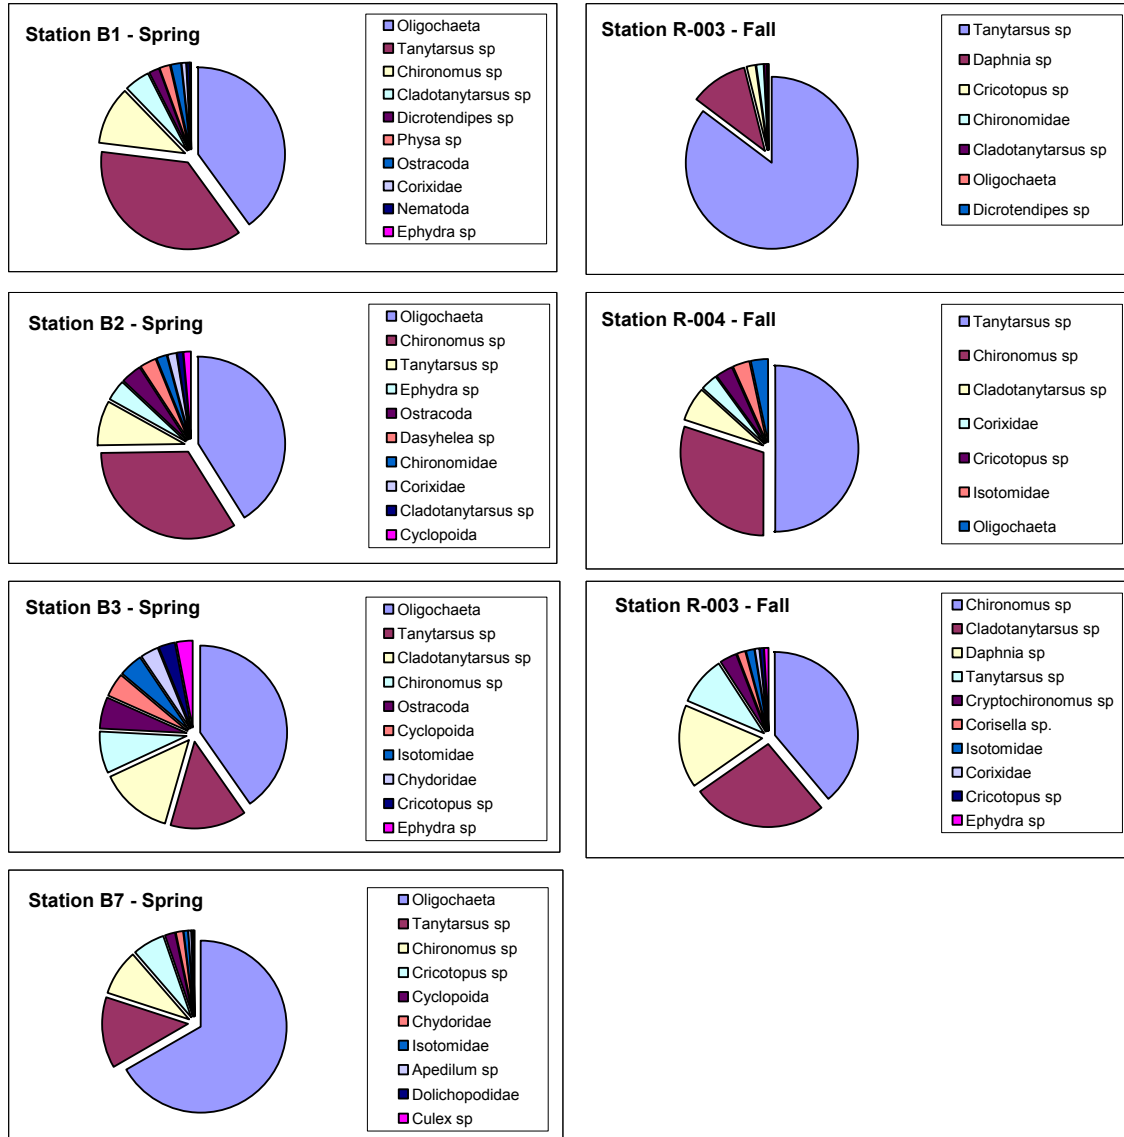 Station B1 - Spring
Oligochaeta
Tanytarsus sp
Chironomus sp
Cladotanytarsus sp
Dicrotendipes sp
Physa sp
Ostracoda
Corixidae
Nematoda
Ephydra sp
Station R-003 - Fall
Tanytarsus sp
Daphnia sp
Cricotopus sp
Chironomidae
Cladotanytarsus sp
Oligochaeta
Dicrotendipes sp
Station B2 - Spring
Oligochaeta
Chironomus sp
Tanytarsus sp
Ephydra sp
Ostracoda
Dasyhelea sp
Chironomidae
Corixidae
Cladotanytarsus sp
Cyclopoida
Station R-004 - Fall
Tanytarsus sp
Chironomus sp
Cladotanytarsus sp
Corixidae
Cricotopus sp
Isotomidae
Oligochaeta
Station B3 - Spring
Oligochaeta
Tanytarsus sp
Cladotanytarsus sp
Chironomus sp
Ostracoda
Cyclopoida
Isotomidae
Chydoridae
Cricotopus sp
Ephydra sp
Station R-003 - Fall
Chironomus sp
Cladotanytarsus sp
Daphnia sp
Tanytarsus sp
Cryptochironomus sp
Corisella sp.
Isotomidae
Corixidae
Cricotopus sp
Ephydra sp
Station B7 - Spring
Oligochaeta
Tanytarsus sp
Chironomus sp
Cricotopus sp
Cyclopoida
Chydoridae
Isotomidae
Apedilum sp
Dolichopodidae
Culex sp